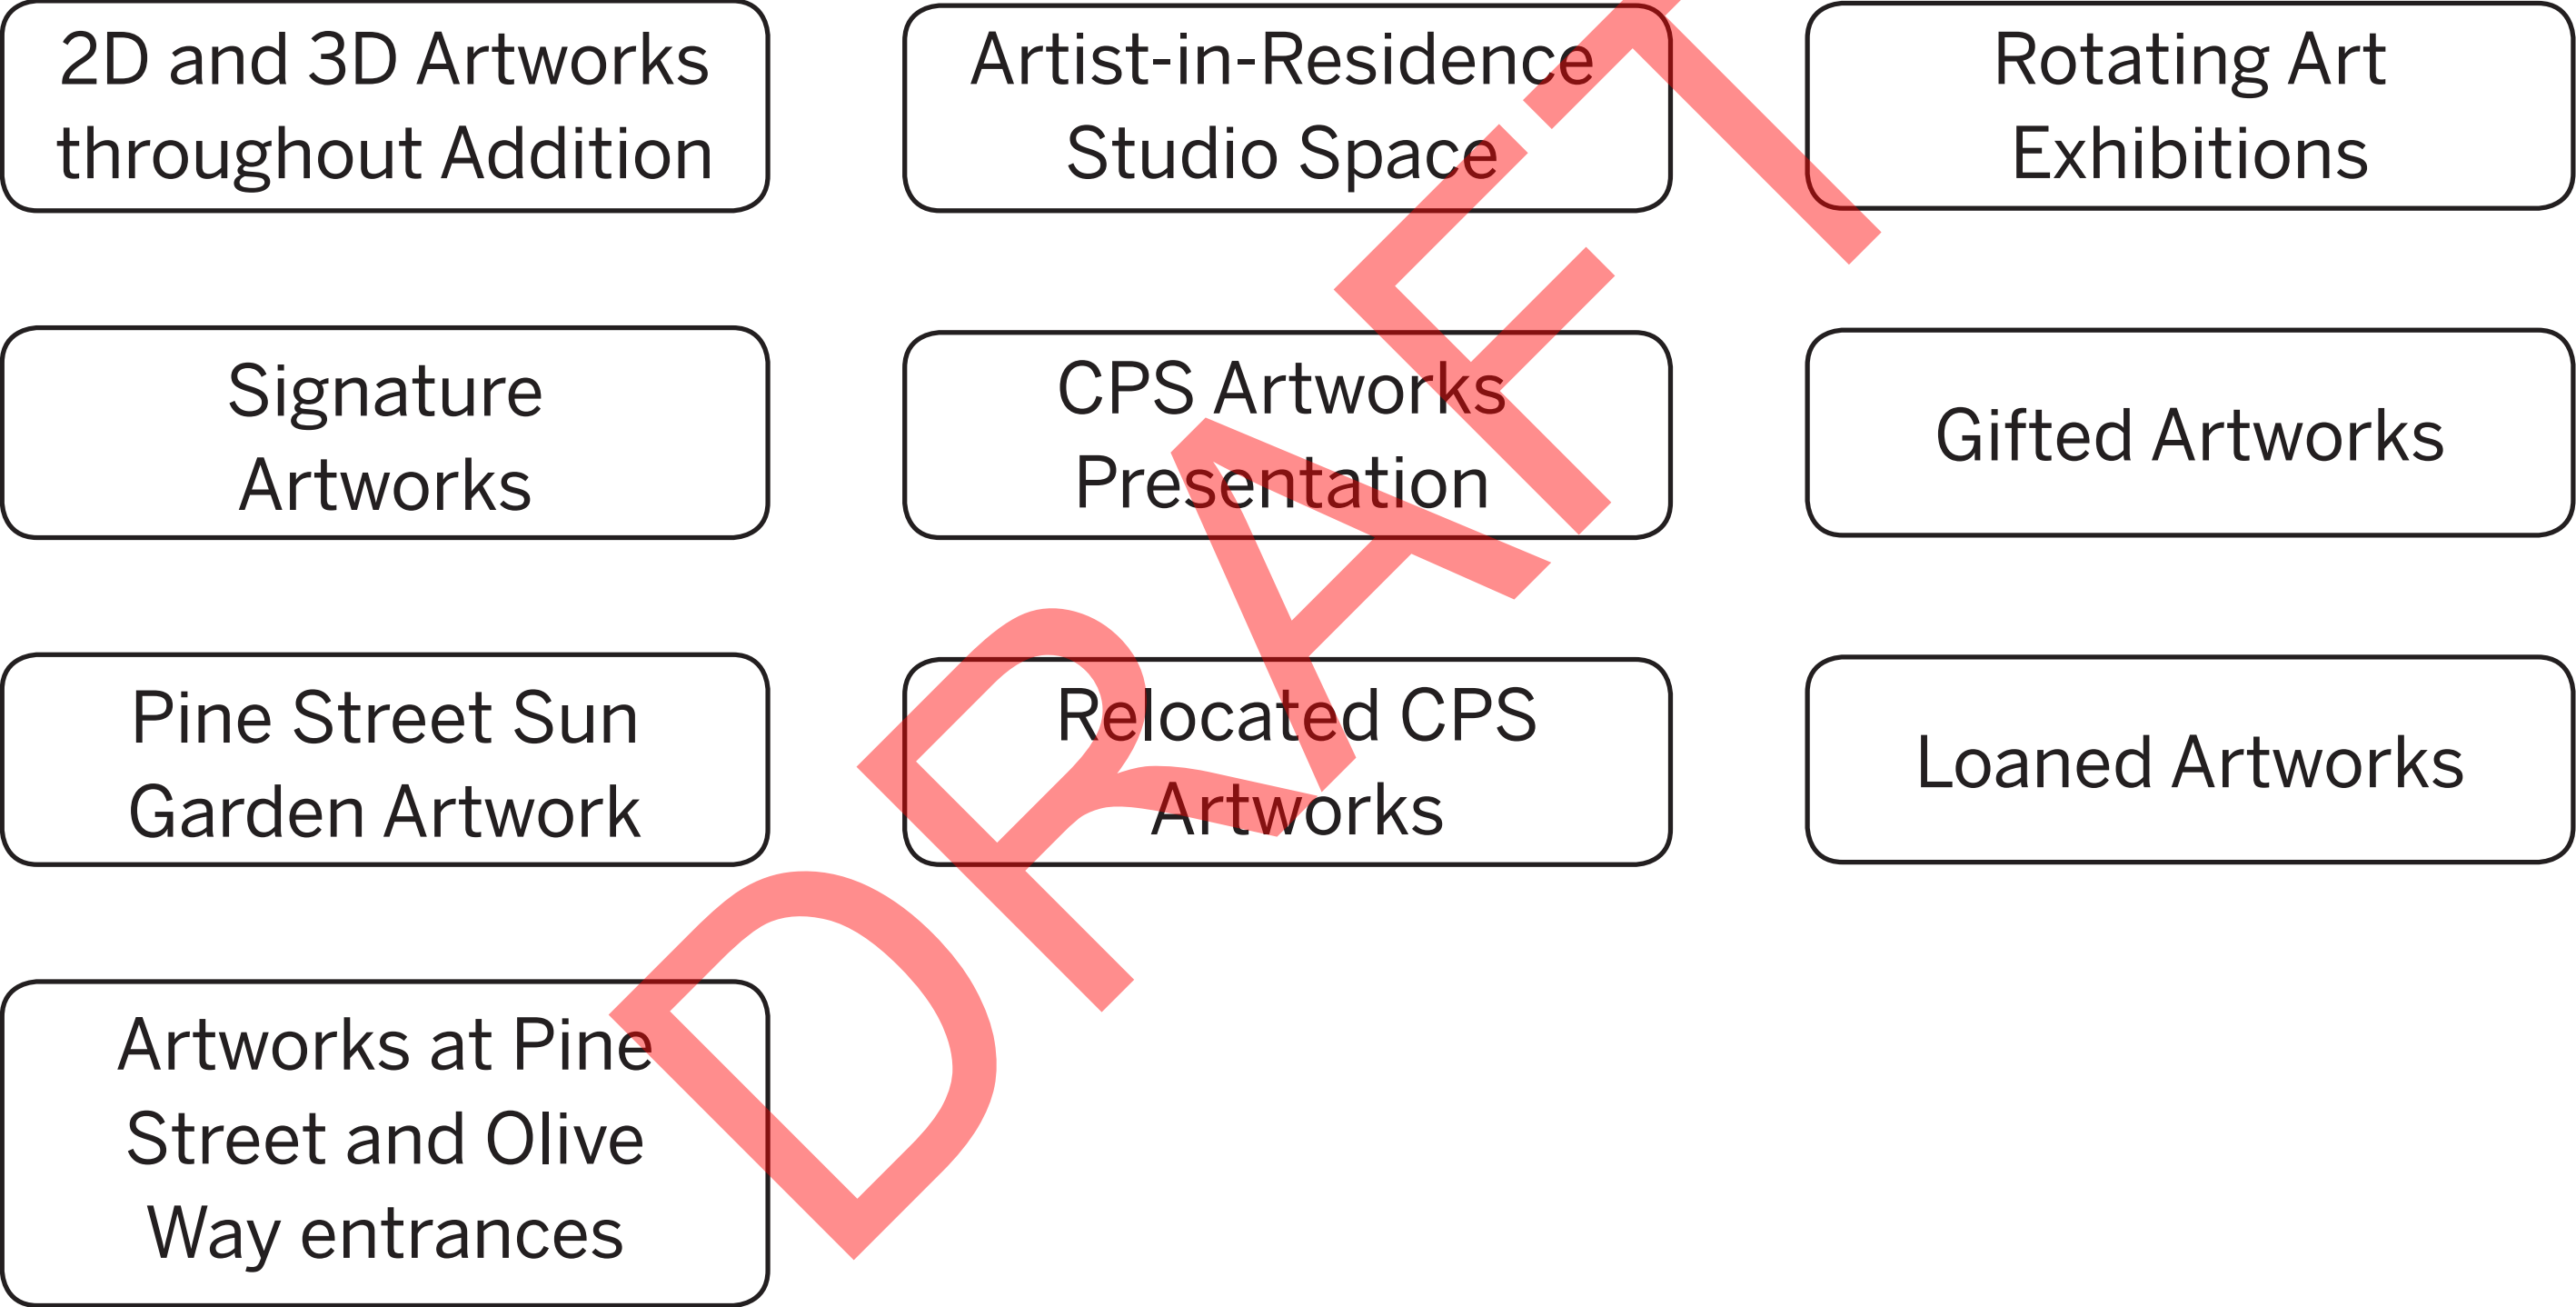 2D and 3D Artworks
throughout Addition
Artist-in-Residence
Studio Space
Rotating Art
Exhibitions
Signature
Artworks
CPS Artworks
Presentation
Gifted Artworks
Pine Street Sun
Garden Artwork
Relocated CPS
Artworks
Loaned Artworks
Artworks at Pine
Street and Olive
Way entrances
DRAFT